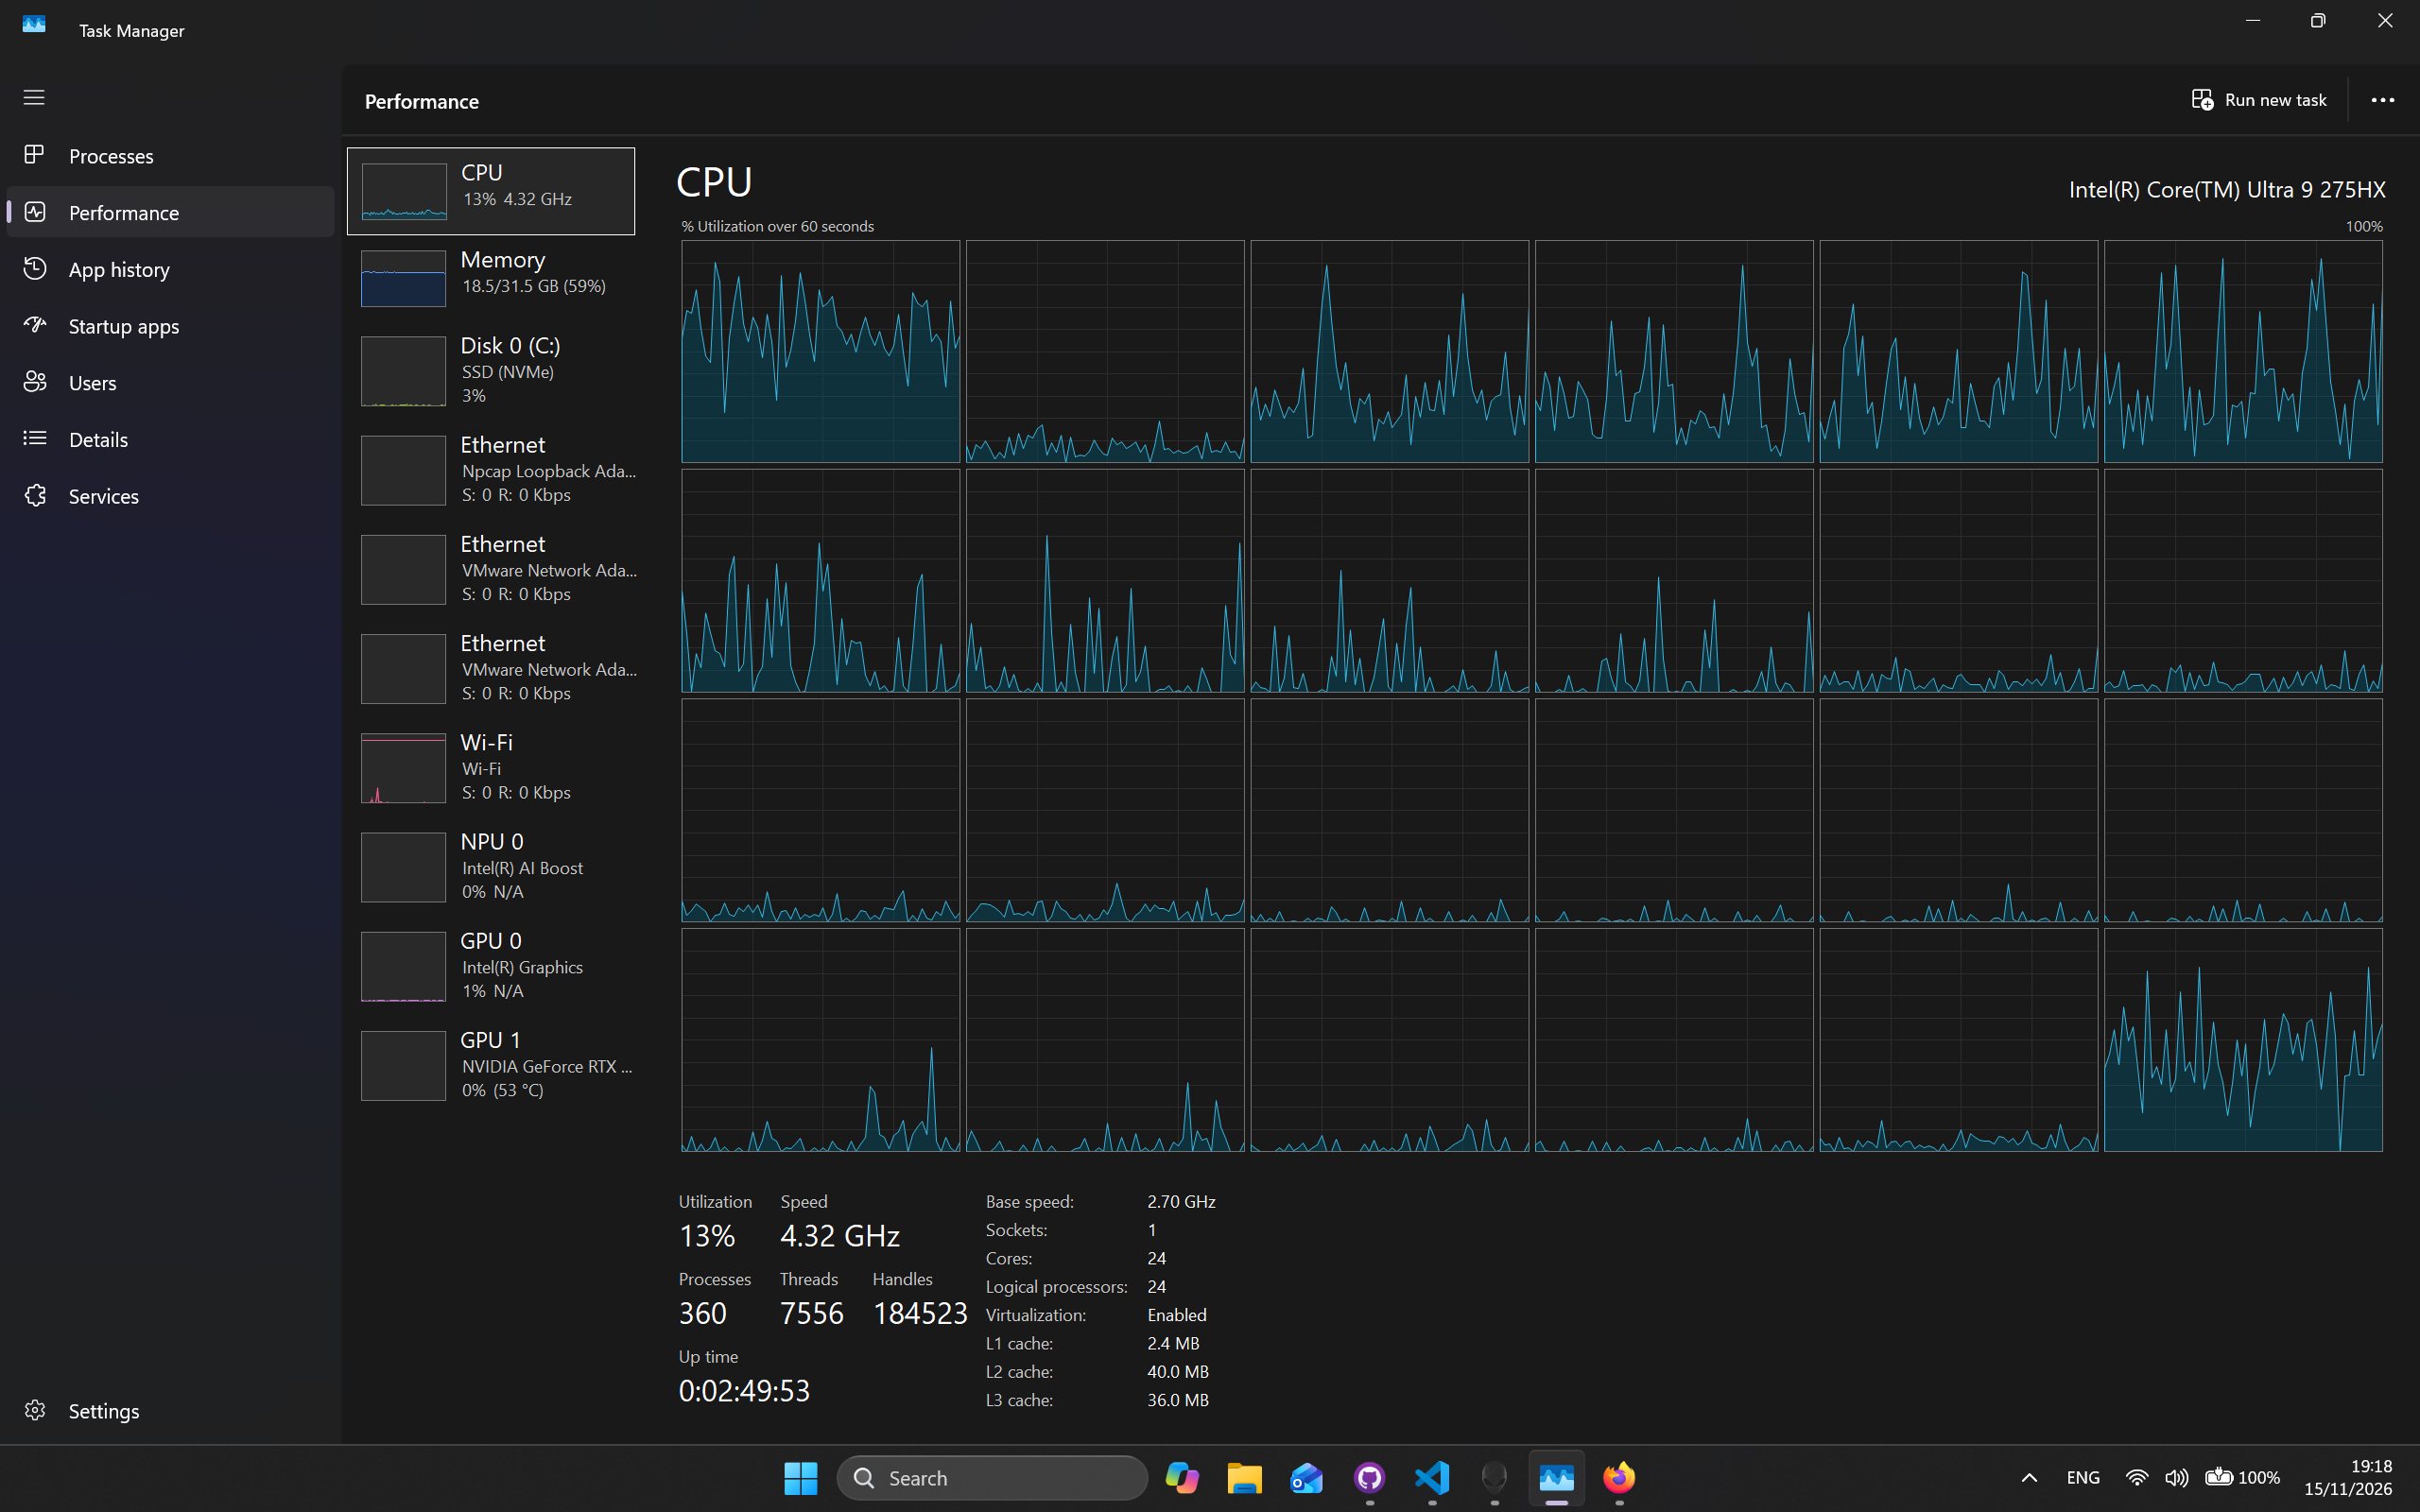 Task Manager
Performance
Run new task
Processes
Performance
App history
Startup apps
Users
Details
Services
Settings
CPU
13% 4.32 GHz
Memory
18.5/31.5 GB (59%)
Disk 0 (C:)
SSD (NVMe)
3%
Ethernet
Npcap Loopback Ada...
S: 0 R: 0 Kbps
Ethernet
VMware Network Ada...
S: 0 R: 0 Kbps
Ethernet
VMware Network Ada...
S: 0 R: 0 Kbps
Wi-Fi
Wi-Fi
S: 0 R: 0 Kbps
NPU 0
Intel(R) AI Boost
0% N/A
GPU 0
Intel(R) Graphics
1% N/A
GPU 1
NVIDIA GeForce RTX ...
0% (53 °C)
CPU
Intel(R) Core(TM) Ultra 9 275HX
% Utilization over 60 seconds
100%
Utilization
13%
Speed
4.32 GHz
Processes
360
Threads
7556
Handles
184523
Up time
0:02:49:53
Base speed: 2.70 GHz
Sockets: 1
Cores: 24
Logical processors: 24
Virtualization: Enabled
L1 cache: 2.4 MB
L2 cache: 40.0 MB
L3 cache: 36.0 MB
Search
ENG
100%
19:18
15/11/2026